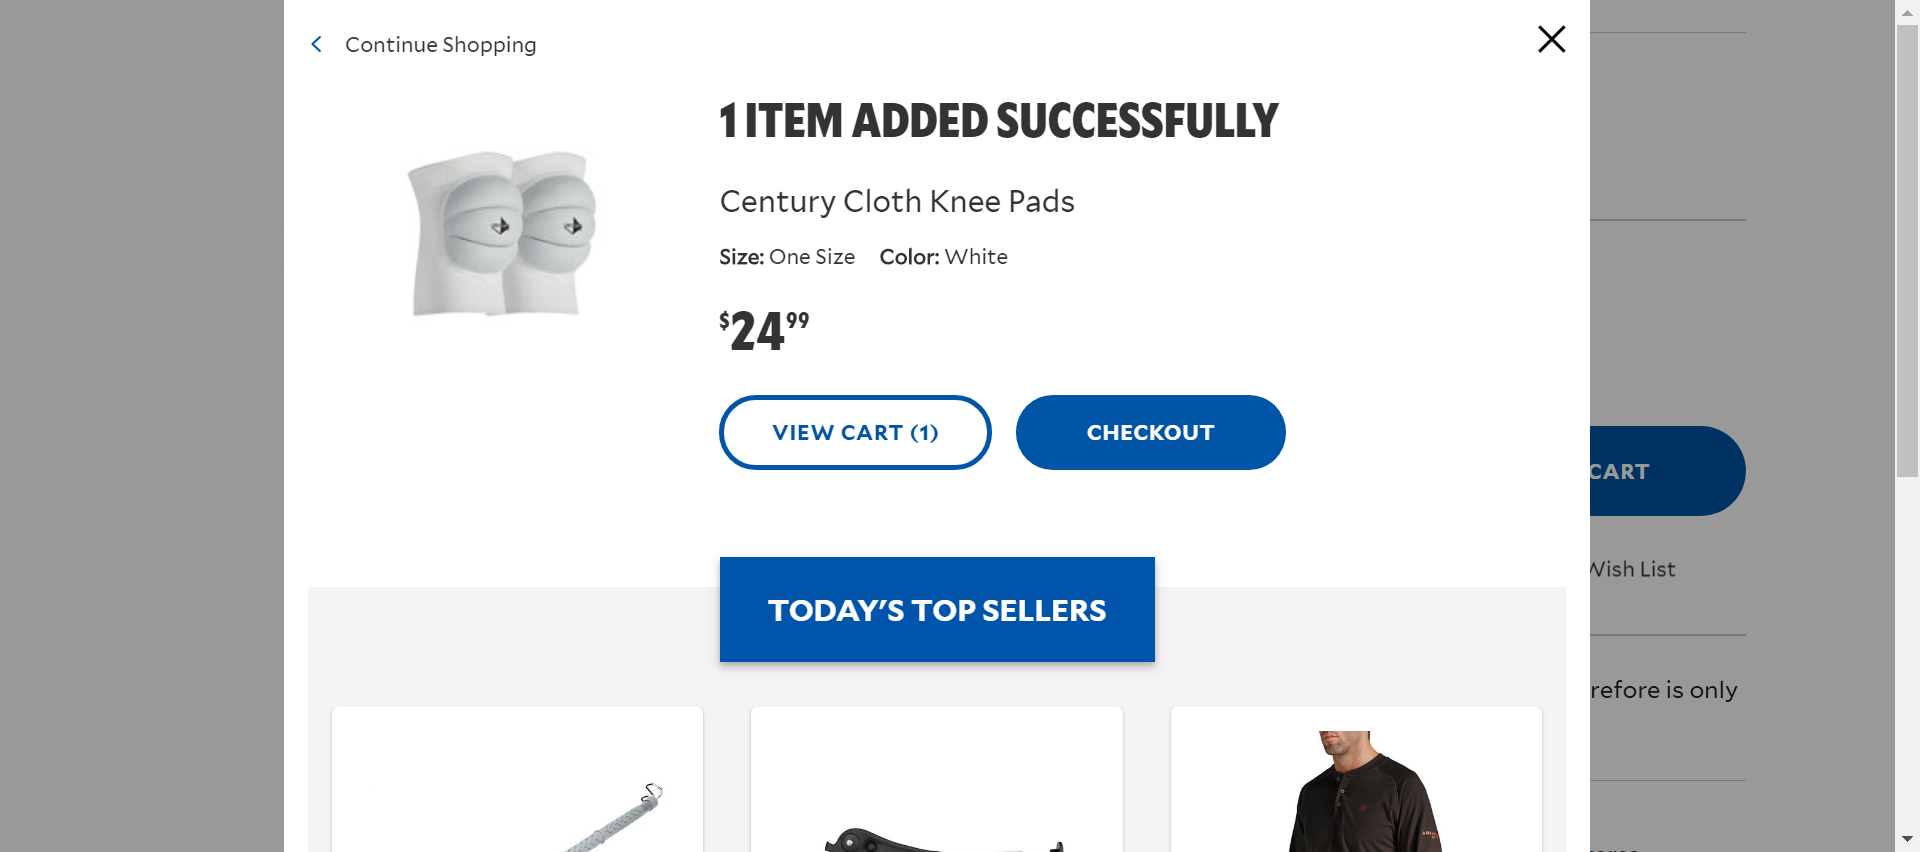 Continue Shopping
1 ITEM ADDED SUCCESSFULLY
Century Cloth Knee Pads
Size: One Size Color: White
$24.99
VIEW CART (1)
CHECKOUT
CART
Wish List
TODAY'S TOP SELLERS
refore is only